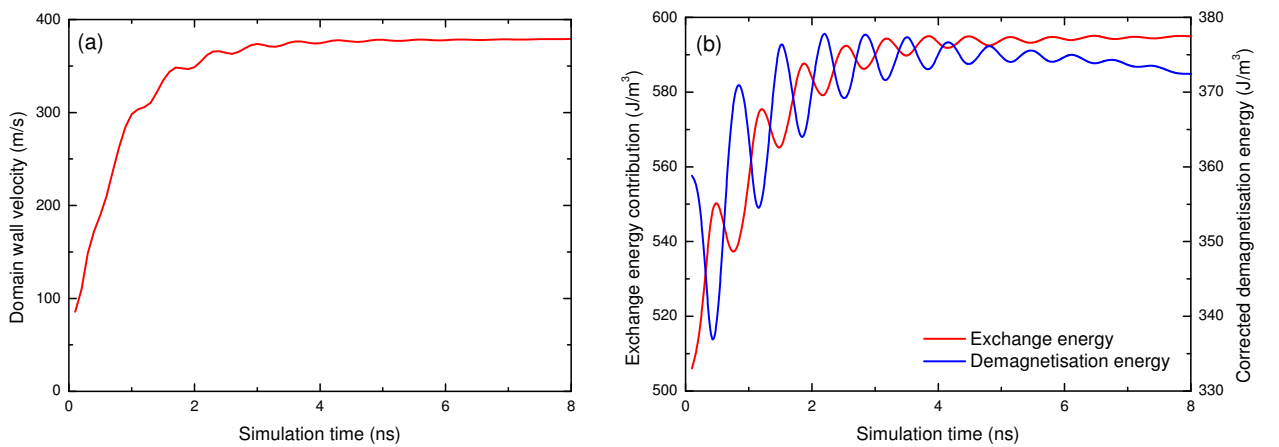 400
300
200
100
0
0 2 4 6 8
Domain wall velocity (m/s)
Simulation time (ns)
(a)
600
580
560
540
520
500
380
370
360
350
340
330
0 2 4 6 8
Exchange energy contribution (J/m³)
Corrected demagnetisation energy (J/m³)
Simulation time (ns)
(b)
Exchange energy
Demagnetisation energy